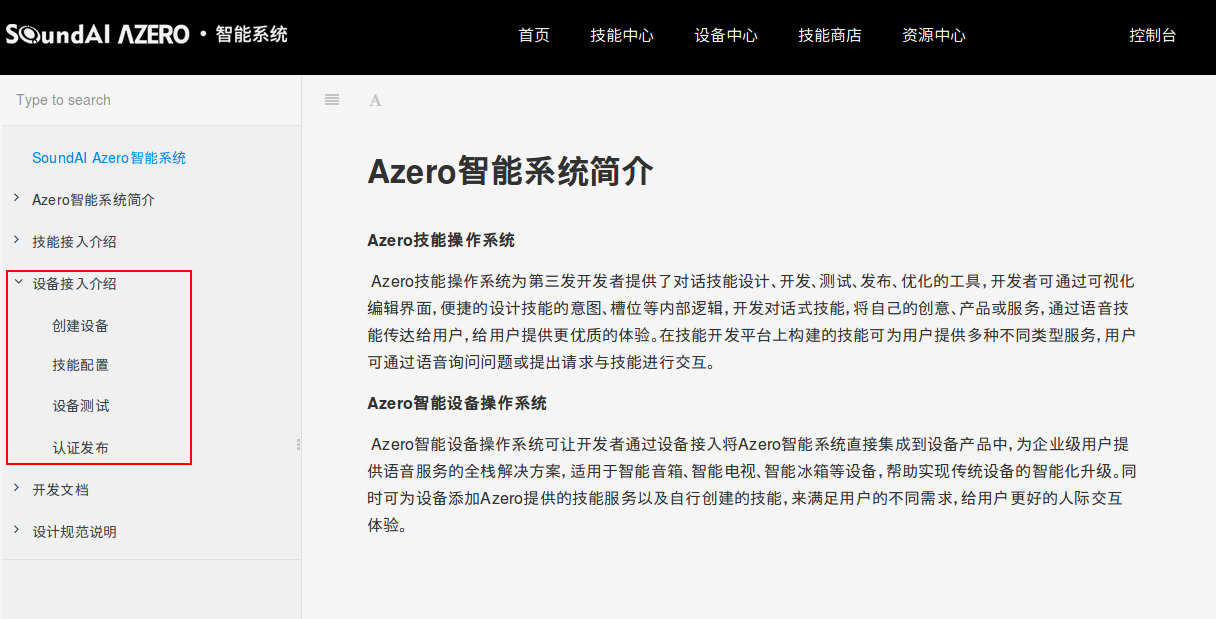 SoundAI AZERO · 智能系统
首页 技能中心 设备中心 技能商店 资源中心 控制台
Type to search
A
SoundAI Azero智能系统
Azero智能系统简介
技能接入介绍
设备接入介绍
创建设备
技能配置
设备测试
认证发布
开发文档
设计规范说明
Azero智能系统简介
Azero技能操作系统
Azero技能操作系统为第三发开发者提供了对话技能设计、开发、测试、发布、优化的工具，开发者可通过可视化
编辑界面，便捷的设计技能的意图、槽位等内部逻辑，开发对话式技能，将自己的创意、产品或服务，通过语音技
能传达给用户，给用户提供更优质的体验。在技能开发平台上构建的技能可为用户提供多种不同类型服务，用户
可通过语音询问问题或提出请求与技能进行交互。
Azero智能设备操作系统
Azero智能设备操作系统可让开发者通过设备接入将Azero智能系统直接集成到设备产品中，为企业级用户提
供语音服务的全栈解决方案，适用于智能音箱、智能电视、智能冰箱等设备，帮助实现传统设备的智能化升级。同
时可为设备添加Azero提供的技能服务以及自行创建的技能，来满足用户的不同需求，给用户更好的人际交互
体验。